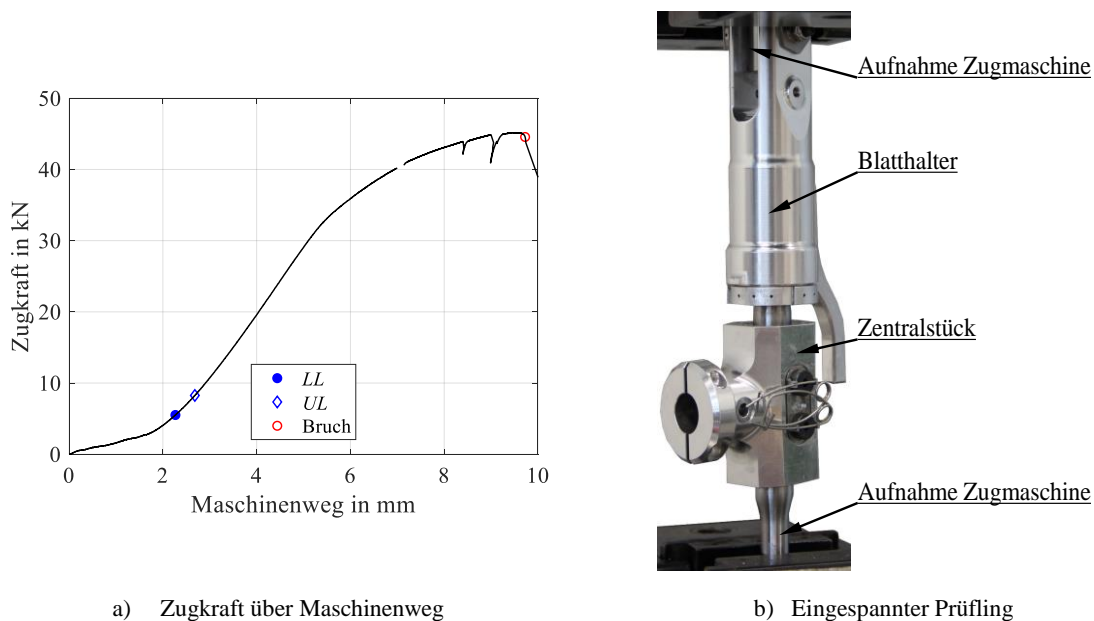 50
40
30
20
10
0
Zugkraft in kN
LL
UL
Bruch
0 2 4 6 8 10
Maschinenweg in mm
a) Zugkraft über Maschinenweg
Aufnahme Zugmaschine
Blatthalter
Zentralstück
Aufnahme Zugmaschine
b) Eingespannter Prüfling